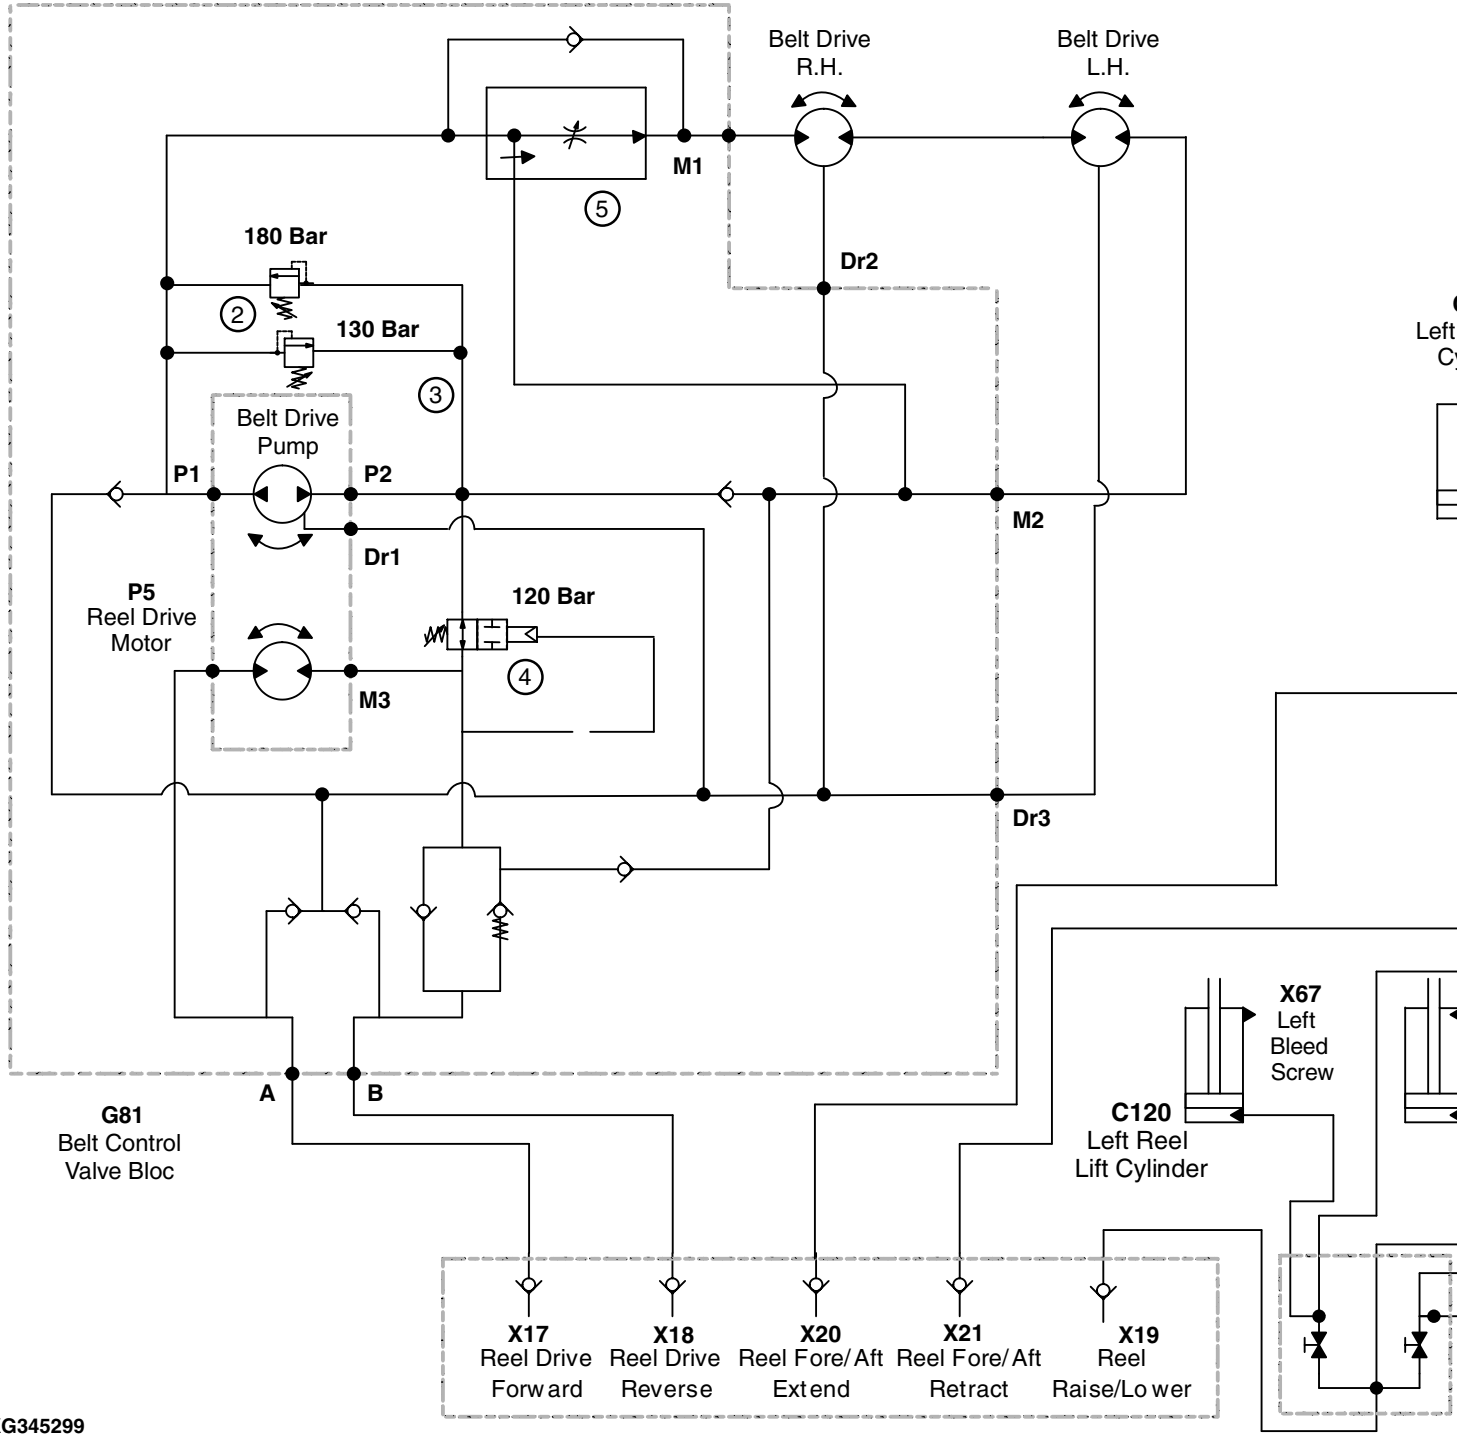 Belt Drive
R.H.
Belt Drive
L.H.
M1
5
180 Bar
2
Dr2
130 Bar
3
Left
Belt Drive
Pump
P1
P2
M2
Dr1
P5
Reel Drive
Motor
120 Bar
4
M3
Dr3
X67
Left
Bleed
Screw
A
B
G81
Belt Control
Valve Bloc
C120
Left Reel
Lift Cylinder
X17
Reel Drive
Forward
X18
Reel Drive
Reverse
X20
Reel Fore/Aft
Extend
X21
Reel Fore/Aft
Retract
X19
Reel
Raise/Lower
G345299